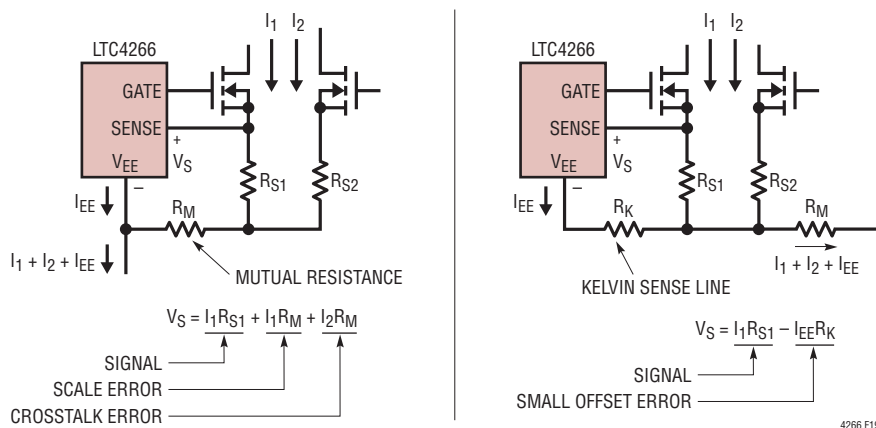 I1 I2
LTC4266
GATE
SENSE
+
VEE VS
–
IEE
RS1 RS2
RM
I1 + I2 + IEE
MUTUAL RESISTANCE
VS = I1RS1 + I1RM + I2RM
SIGNAL
SCALE ERROR
CROSSTALK ERROR
I1 I2
LTC4266
GATE
SENSE
+
VEE VS
–
IEE
RS1 RS2
RK
RM
I1 + I2 + IEE
KELVIN SENSE LINE
VS = I1RS1 – IEERK
SIGNAL
SMALL OFFSET ERROR